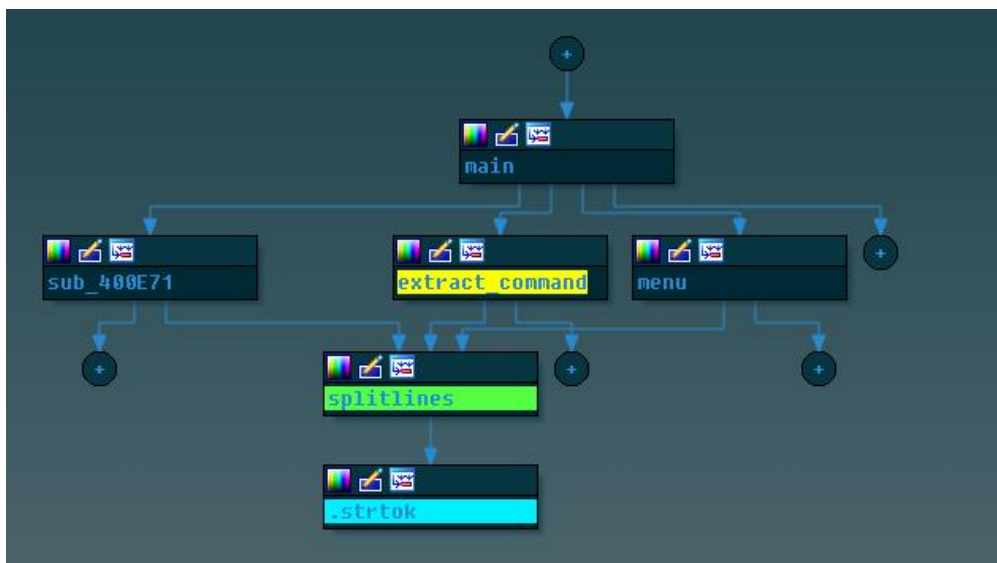 +
main
sub_400E71
extract_command
menu
+
+
splitlines
+
+
.strtok